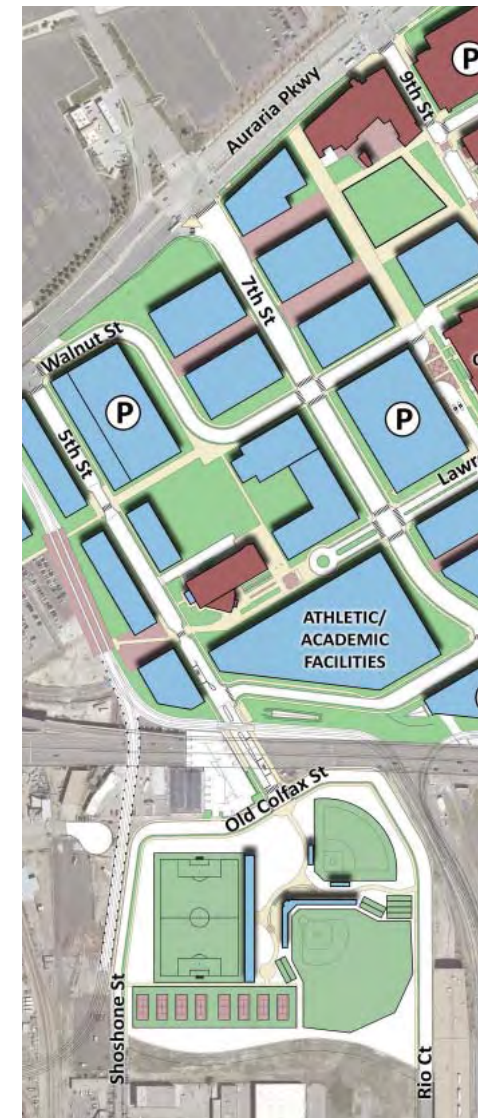 P
9th St
Auraria Pkwy
7th St
Walnut St
P
5th St
P
Lawr
ATHLETIC/
ACADEMIC
FACILITIES
Old Colfax St
Shoshone St
Rio Ct